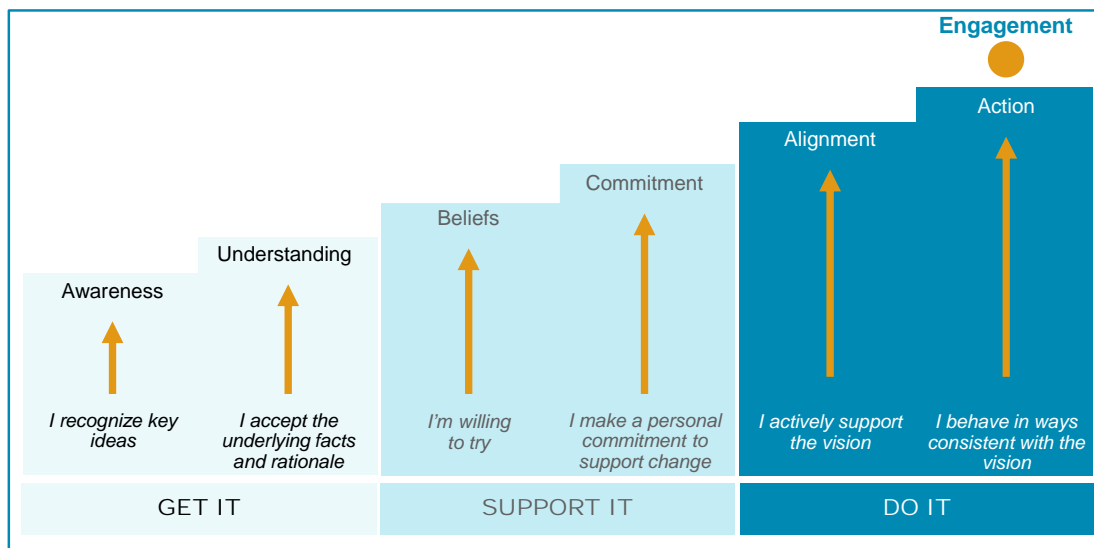 Engagement
Action
Alignment
Commitment
Beliefs
Understanding
Awareness
I recognize key
ideas
I accept the
underlying facts
and rationale
I'm willing
to try
I make a personal
commitment to
support change
I actively support
the vision
I behave in ways
consistent with the
vision
GET IT
SUPPORT IT
DO IT